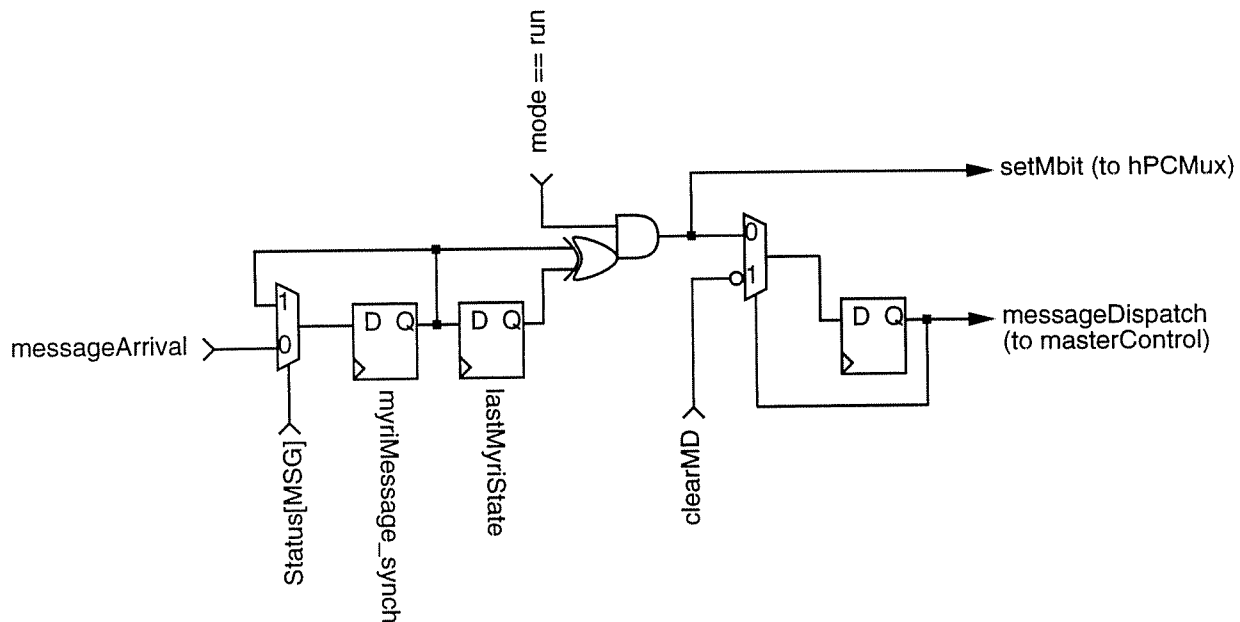 mode == run
setMbit (to hPCMux)
0
1
1
0
D Q
D Q
D Q
messageArrival
messageDispatch
(to masterControl)
Status[MSG]
myriMessage_synch
lastMyriState
clearMD